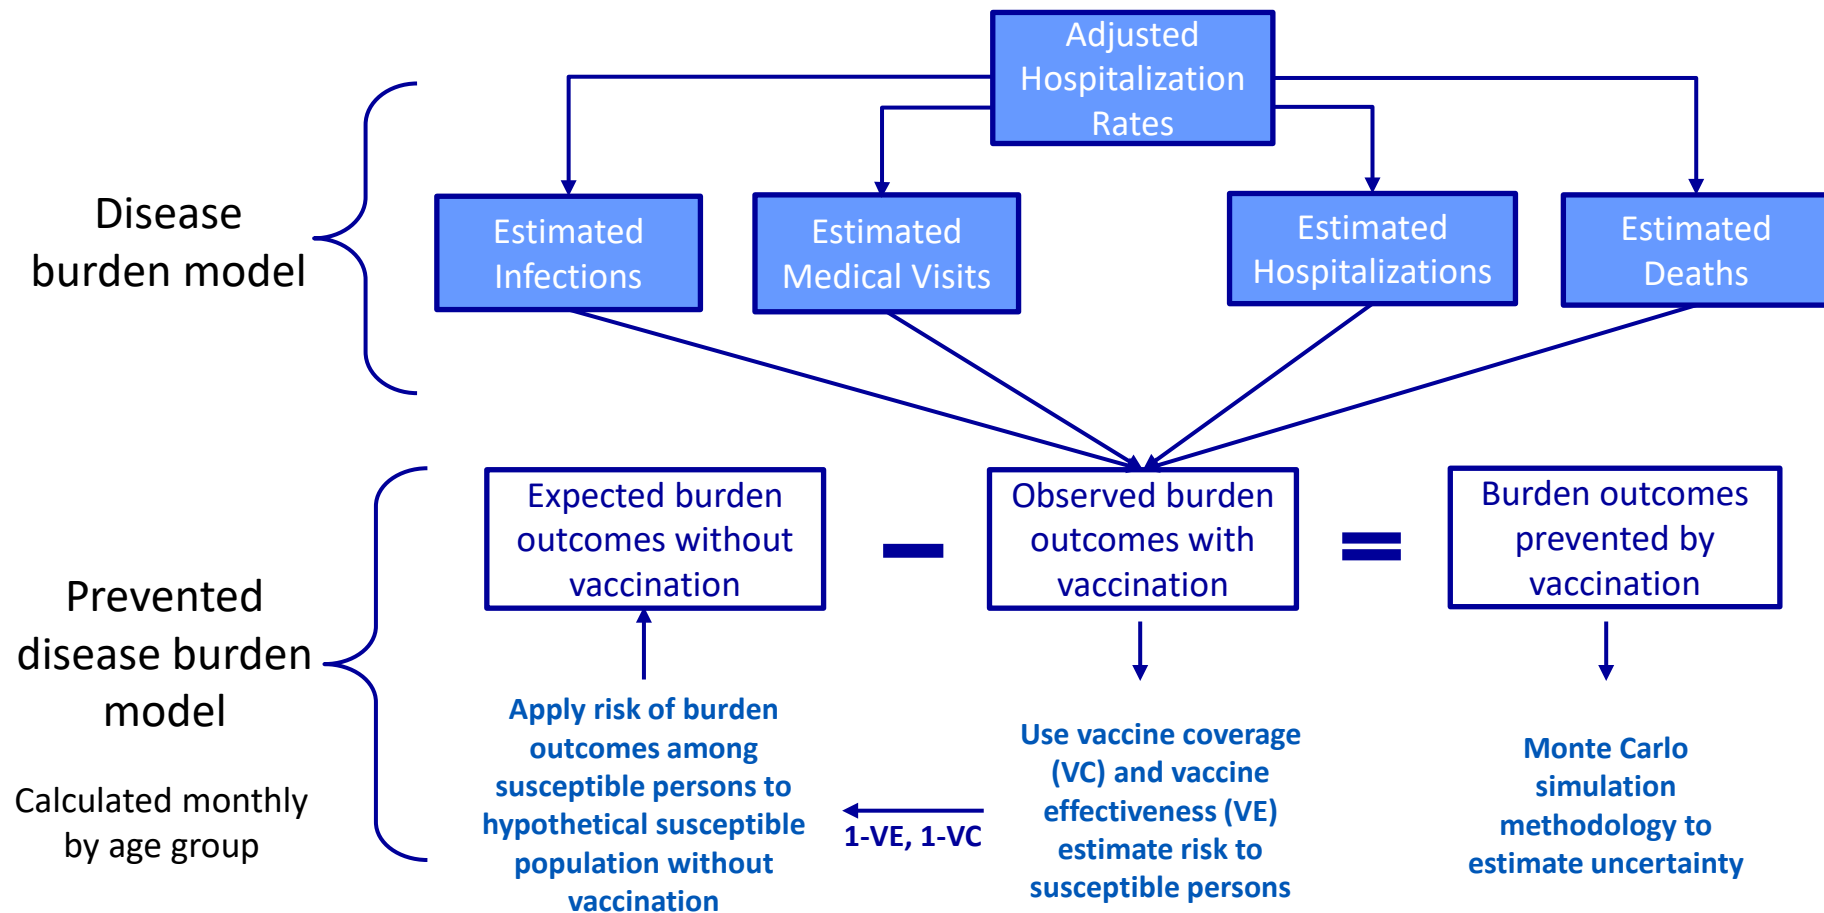 Adjusted
Hospitalization
Rates
Disease
burden model
Estimated
Infections
Estimated
Medical Visits
Estimated
Hospitalizations
Estimated
Deaths
Prevented
disease burden
model
Calculated monthly
by age group
Expected burden
outcomes without
vaccination
Observed burden
outcomes with
vaccination
Burden outcomes
prevented by
vaccination
Apply risk of burden
outcomes among
susceptible persons to
hypothetical susceptible
population without
vaccination
1-VE, 1-VC
Use vaccine coverage
(VC) and vaccine
effectiveness (VE)
estimate risk to
susceptible persons
Monte Carlo
simulation
methodology to
estimate uncertainty